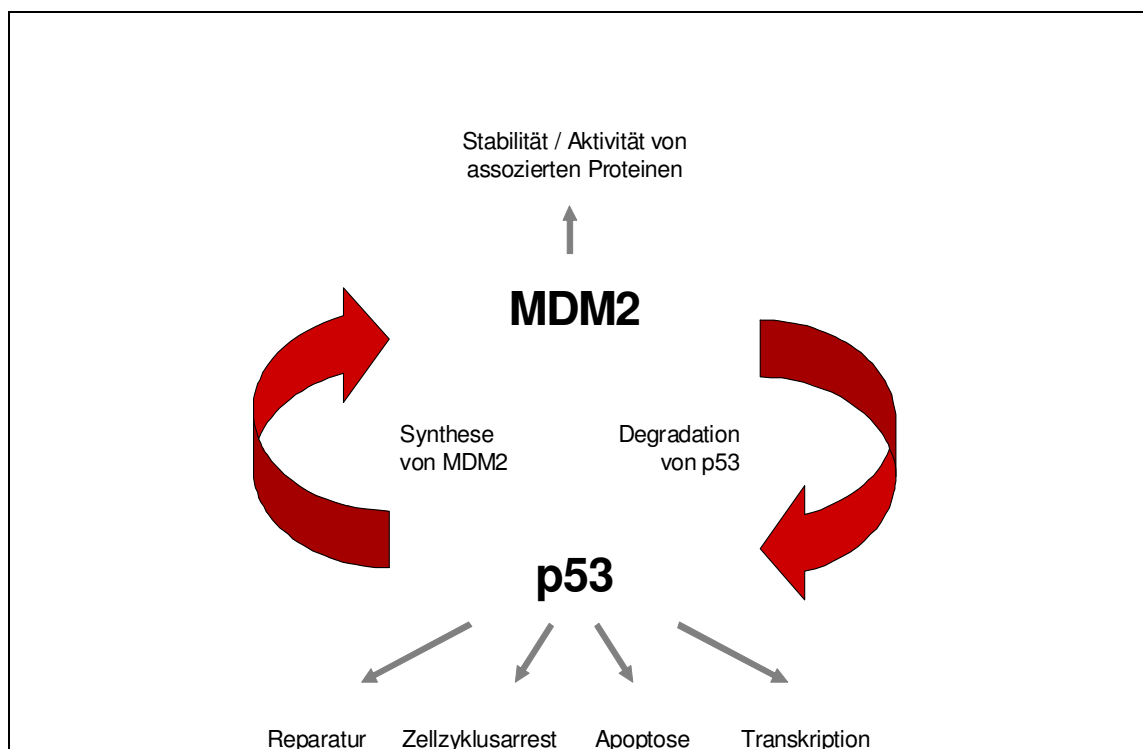 Stabilität / Aktivität von
assozierten Proteinen
MDM2
Synthese
von MDM2
Degradation
von p53
p53
Reparatur Zellzyklusarrest Apoptose Transkription